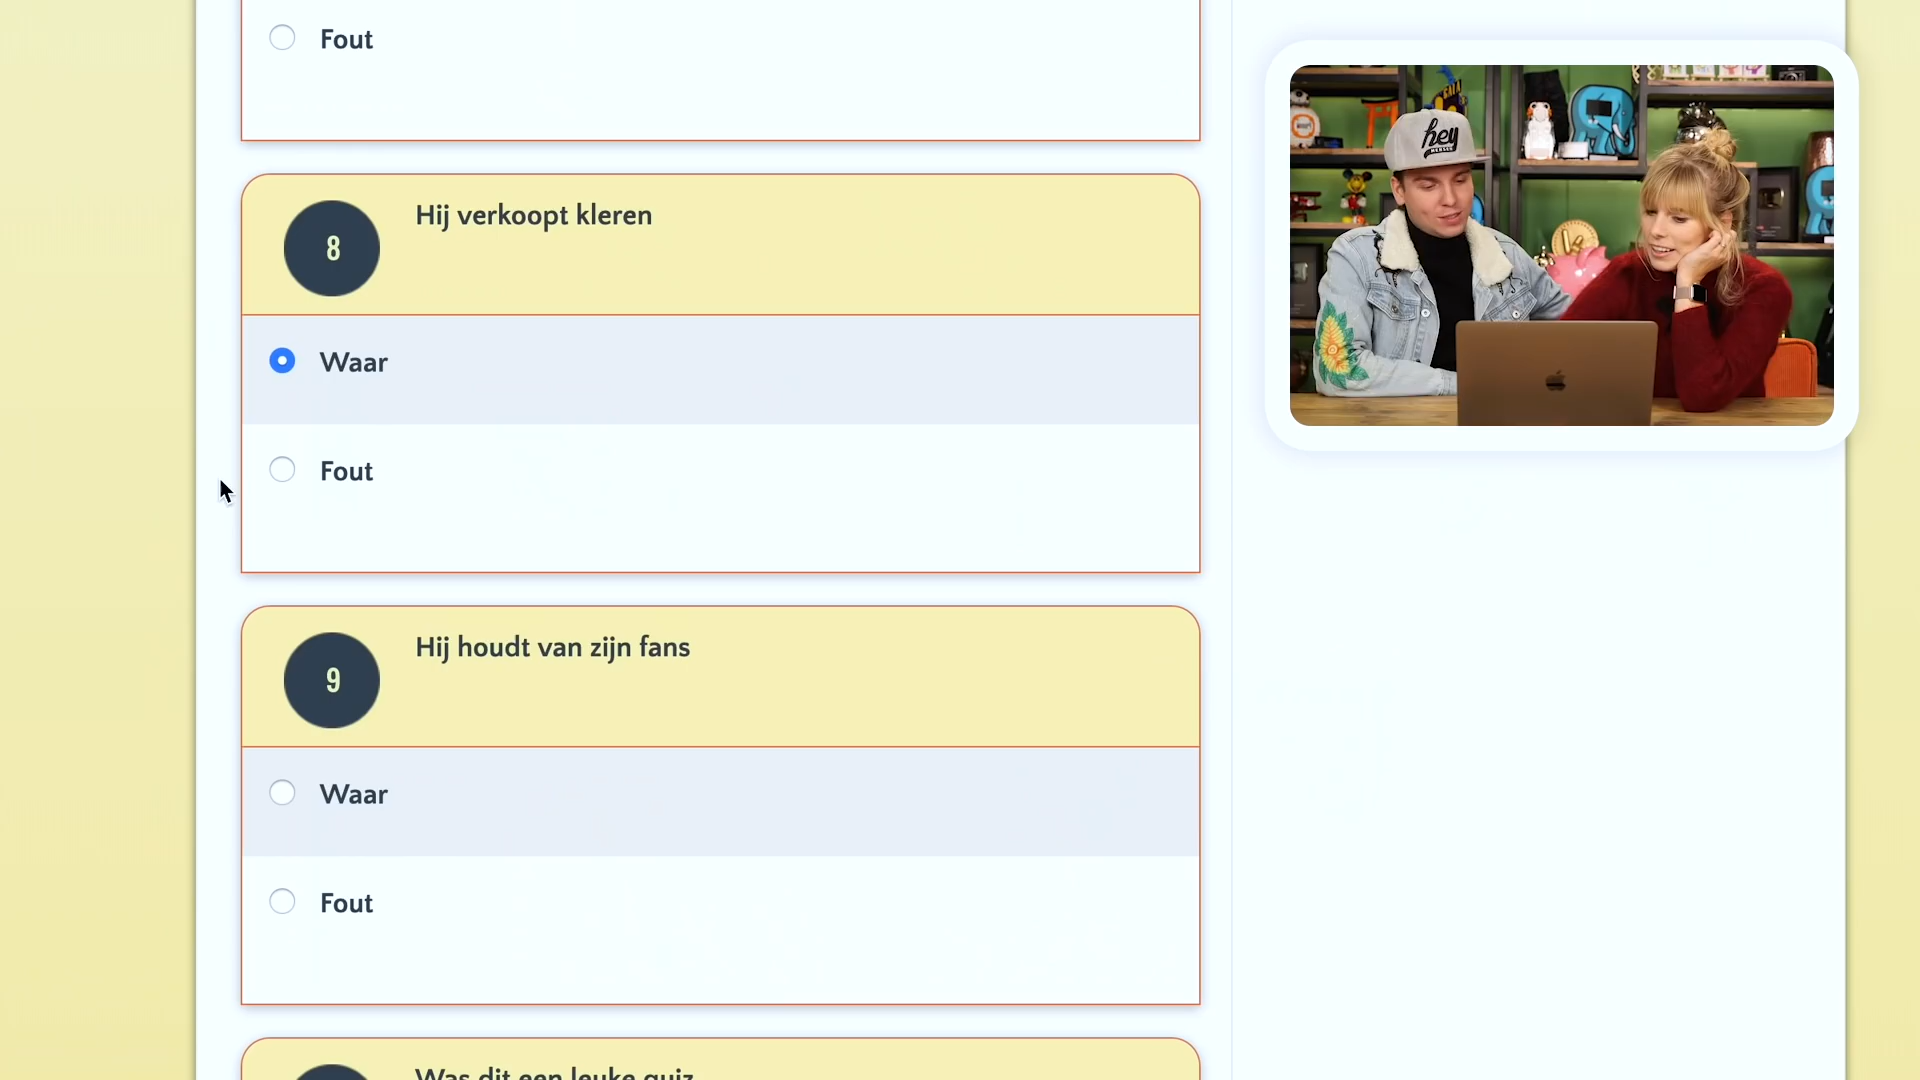 Fout
8
Hij verkoopt kleren
Waar
Fout
9
Hij houdt van zijn fans
Waar
Fout
Was dit een leuke quiz
hey
GAIA